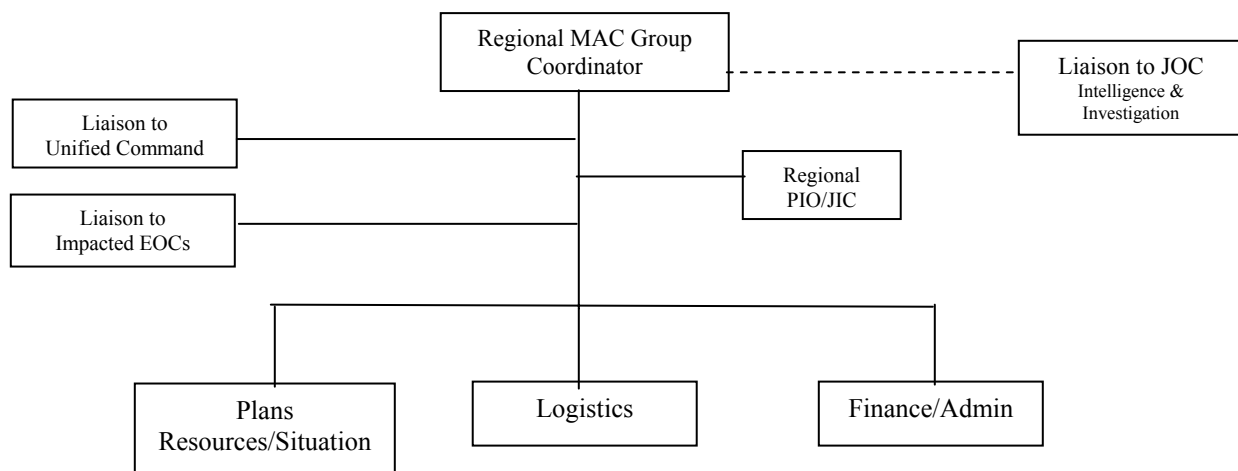 Regional MAC Group
Coordinator
Liaison to JOC
Intelligence &
Investigation
Liaison to
Unified Command
Regional
PIO/JIC
Liaison to
Impacted EOCs
Plans
Resources/Situation
Logistics
Finance/Admin